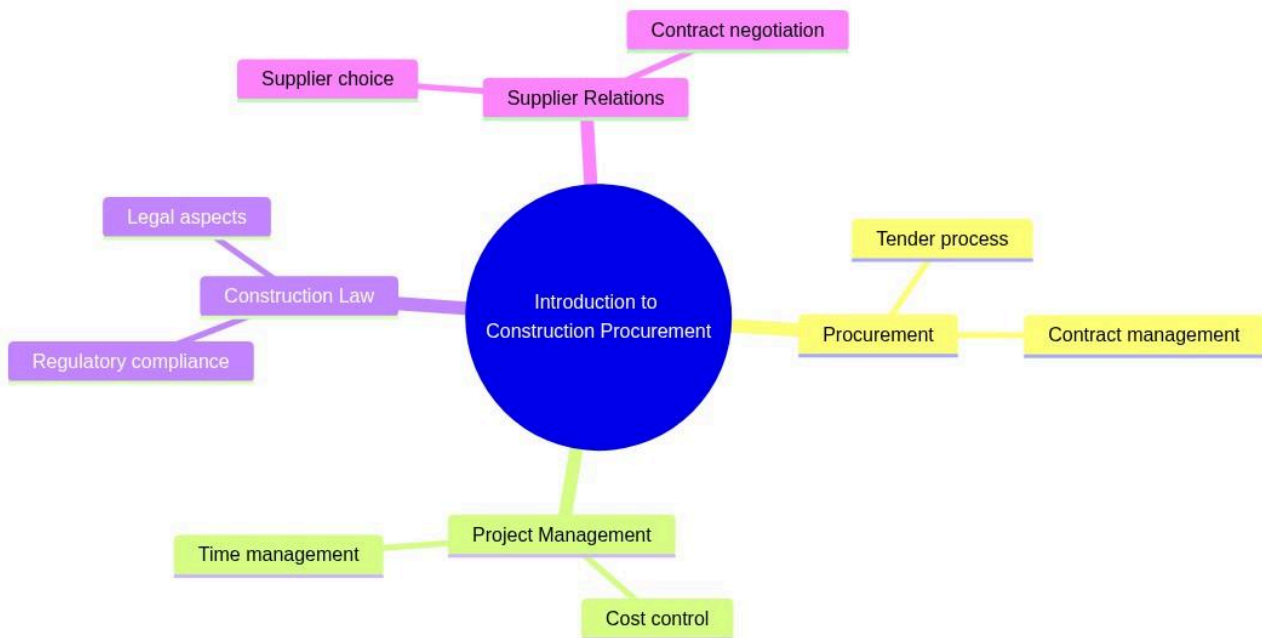 Contract negotiation
Supplier choice
Supplier Relations
Legal aspects
Tender process
Construction Law
Introduction to
Construction Procurement
Procurement
Contract management
Regulatory compliance
Project Management
Time management
Cost control